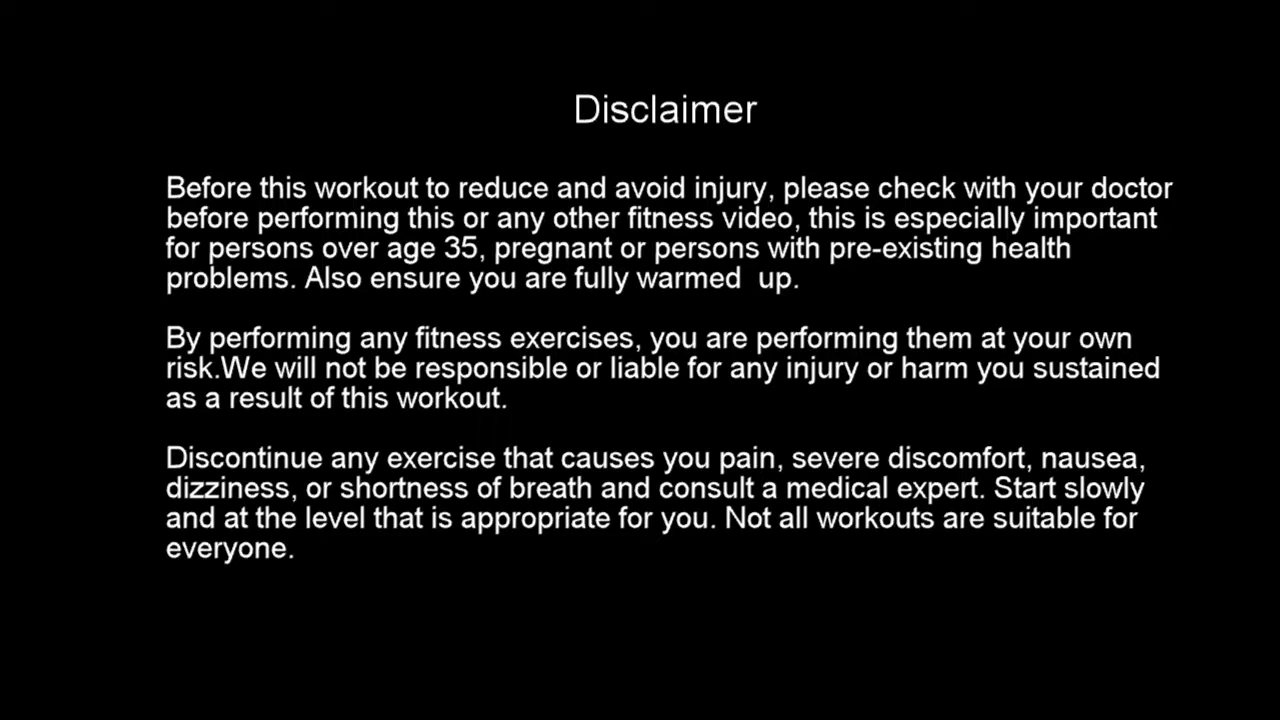 Disclaimer
Before this workout to reduce and avoid injury, please check with your doctor
before performing this or any other fitness video, this is especially important
for persons over age 35, pregnant or persons with pre-existing health
problems. Also ensure you are fully warmed  up.
By performing any fitness exercises, you are performing them at your own
risk.We will not be responsible or liable for any injury or harm you sustained
as a result of this workout.
Discontinue any exercise that causes you pain, severe discomfort, nausea,
dizziness, or shortness of breath and consult a medical expert. Start slowly
and at the level that is appropriate for you. Not all workouts are suitable for
everyone.